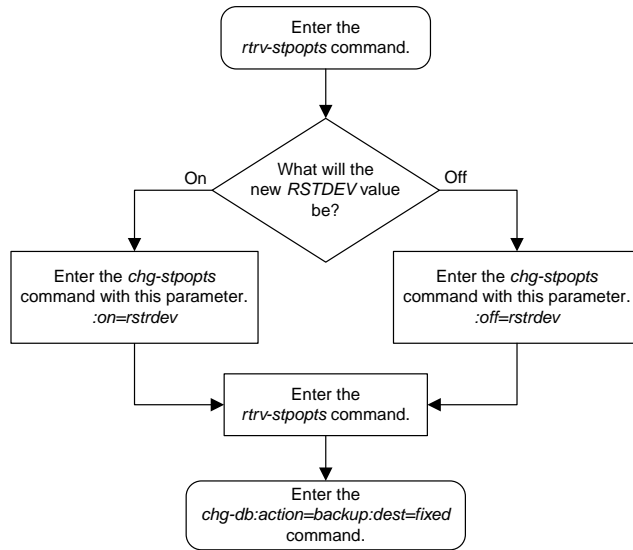 Enter the
rtrv-stpopts command.
What will the
new RSTDEV value
be?
On
Off
Enter the chg-stpopts
command with this parameter.
:on=rstrdev
Enter the chg-stpopts
command with this parameter.
:off=rstrdev
Enter the
rtrv-stpopts command.
Enter the
chg-db:action=backup:dest=fixed
command.